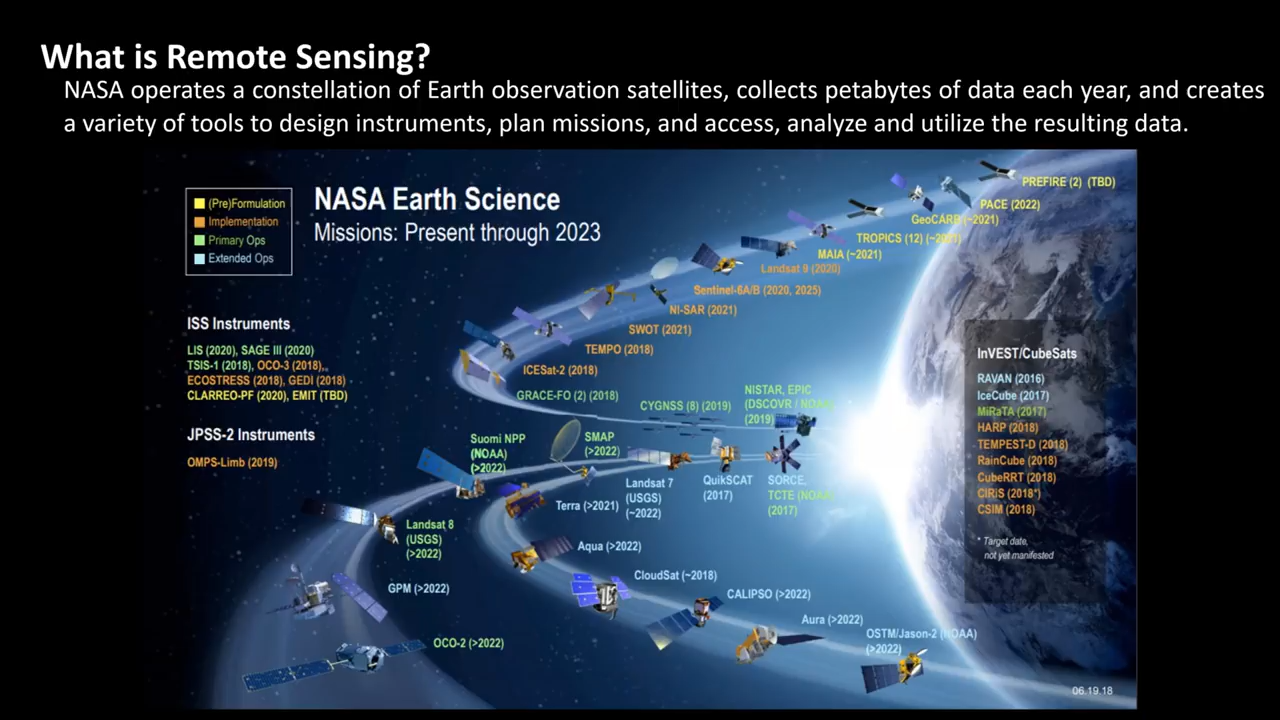 What is Remote Sensing?
NASA operates a constellation of Earth observation satellites, collects petabytes of data each year, and creates
a variety of tools to design instruments, plan missions, and access, analyze and utilize the resulting data.
(Pre)Formulation
Implementation
Primary Ops
Extended Ops
NASA Earth Science
Missions: Present through 2023
PREFIRE (2) (TBD)
PACE (2022)
GeoCARB (~2021)
TROPICS (12) (~2021)
MAIA (~2021)
Landsat 9 (2020)
Sentinel-6A/B (2020, 2025)
NI-SAR (2021)
SWOT (2021)
TEMPO (2018)
ICESat-2 (2018)
GRACE-FO (2) (2018)
ISS Instruments
LIS (2020), SAGE III (2020)
TSIS-1 (2018), OCO-3 (2018),
ECOSTRESS (2018), GEDI (2018)
CLARREO-PF (2020), EMIT (TBD)
JPSS-2 Instruments
OMPS-Limb (2019)
CYGNSS (8) (2019)
NISTAR, EPIC
(DSCOVR / NOAA)
(2019)
Suomi NPP
(NOAA)
(>2022)
SMAP
(>2022)
Landsat 7
(USGS)
(~2022)
QuikSCAT
(2017)
SORCE,
TCTE (NOAA)
(2017)
Terra (>2021)
Landsat 8
(USGS)
(>2022)
Aqua (>2022)
GPM (>2022)
CloudSat (~2018)
CALIPSO (>2022)
Aura (>2022)
OSTM/Jason-2 (NOAA)
(>2022)
OCO-2 (>2022)
InVEST/CubeSats
RAVAN (2016)
IceCube (2017)
MiRaTA (2017)
HARP (2018)
TEMPEST-D (2018)
RainCube (2018)
CubeRRT (2018)
CIRiS (2018*)
CSIM (2018)
* Target date,
not yet manifested
06.19.18